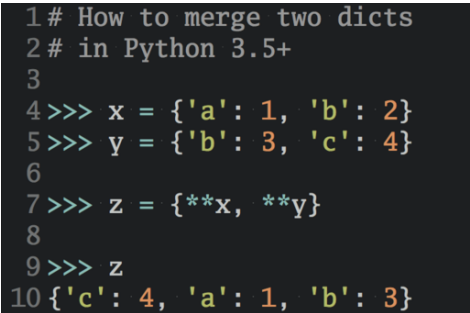 1 # How to merge two dicts
2 # in Python 3.5+
3
4 >>> x = {'a': 1, 'b': 2}
5 >>> y = {'b': 3, 'c': 4}
6
7 >>> z = {**x, **y}
8
9 >>> z
10 {'c': 4, 'a': 1, 'b': 3}